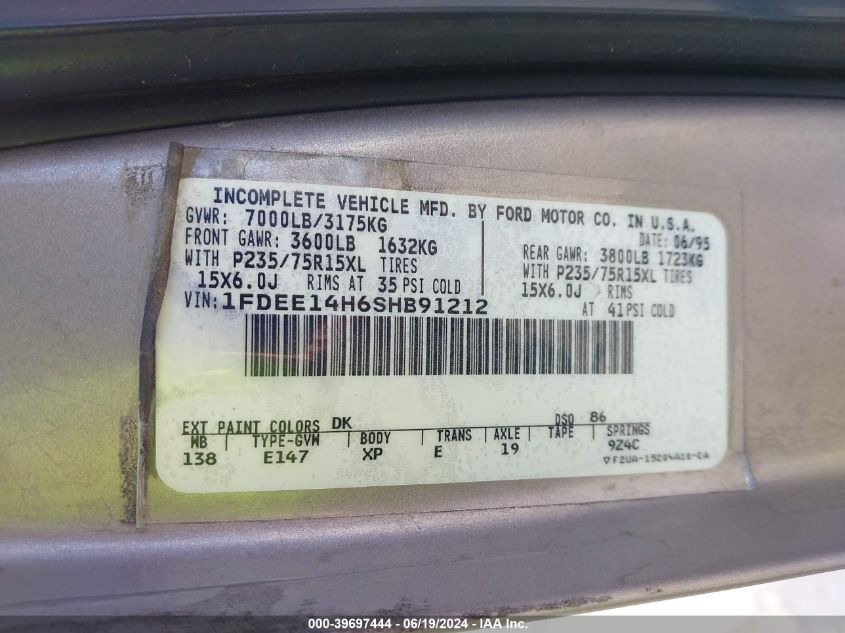 INCOMPLETE VEHICLE MFD. BY FORD MOTOR CO. IN U.S.A.
GVWR: 7000LB/3175KG
DATE: 06/95
FRONT GAWR: 3600LB 1632KG
REAR GAWR: 3800LB 1723KG
WITH P235/75R15XL TIRES
WITH P235/75R15XL TIRES
15X6.0J RIMS AT 35 PSI COLD
15X6.0J RIMS
AT 41PSI COLD
VIN: 1FDEE14H6SHB91212
EXT PAINT COLORS DK
DSO 86
WB TYPE-GVW BODY TRANS AXLE TAPE SPRINGS
138 E147 XP E 19 9Z4C
▽F2UA-15204A10-CA
000-39697444 - 06/19/2024 - IAA Inc.